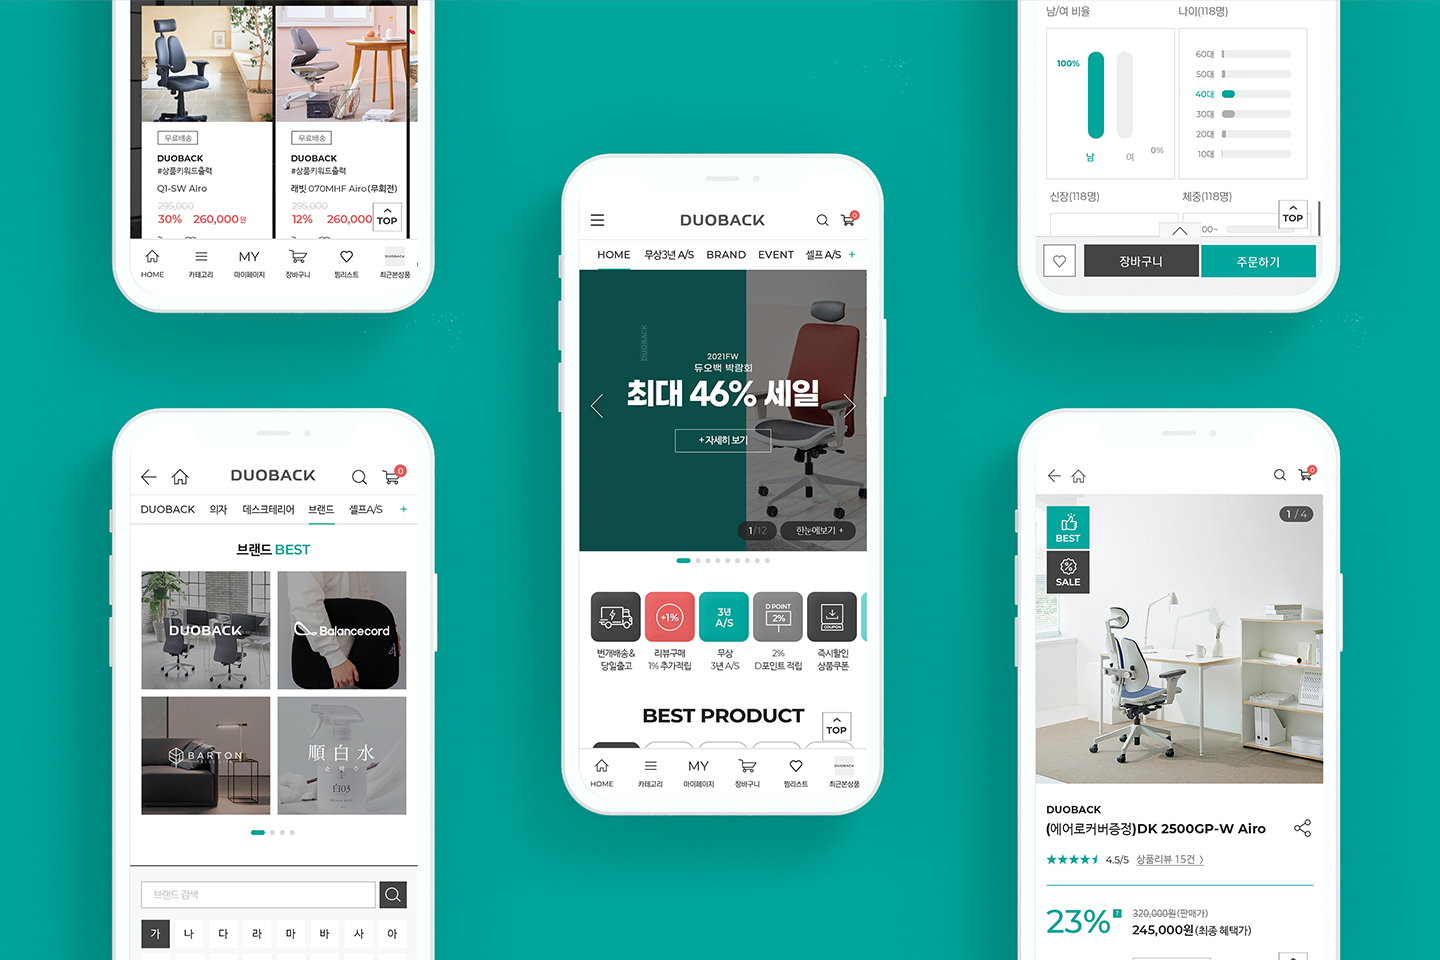 무료배송
DUOBACK
#상품키워드출력
Q1-SW Airo
295,000
30% 260,000원
무료배송
DUOBACK
#상품키워드출력
래빗 070MHF Airo(무회전)
295,000
12% 260,000
TOP
HOME
카테고리
MY
마이페이지
장바구니
찜리스트
DUOBACK
최근본상품
DUOBACK
0
DUOBACK 의자 데스크테리어 브랜드 셀프A/S +
브랜드 BEST
DUOBACK
Balancecord
BARTON
順白水
순백수
白03
브랜드 검색
가 나 다 라 마 바 사 아
DUOBACK
0
HOME 무상3년 A/S BRAND EVENT 셀프 A/S +
DUOBACK
2021FW
듀오백 박람회
최대 46% 세일
+ 자세히 보기
1/12
한눈에보기 +
번개배송&
당일출고
+1%
리뷰구매
1% 추가적립
3년
A/S
무상
3년 A/S
D POINT
2%
2%
D포인트 적립
COUPON
즉시할인
상품쿠폰
BEST PRODUCT
TOP
HOME
카테고리
MY
마이페이지
장바구니
찜리스트
DUOBACK
최근본상품
남/여 비율
100%
남
여
0%
나이(118명)
60대
50대
40대
30대
20대
10대
신장(118명)
체중(118명)
00~
TOP
장바구니
주문하기
0
BEST
SALE
1 / 4
DUOBACK
(에어로커버증정)DK 2500GP-W Airo
4.5/5 상품리뷰 15건 〉
23% ?
320,000원(판매가)
245,000원(최종 혜택가)